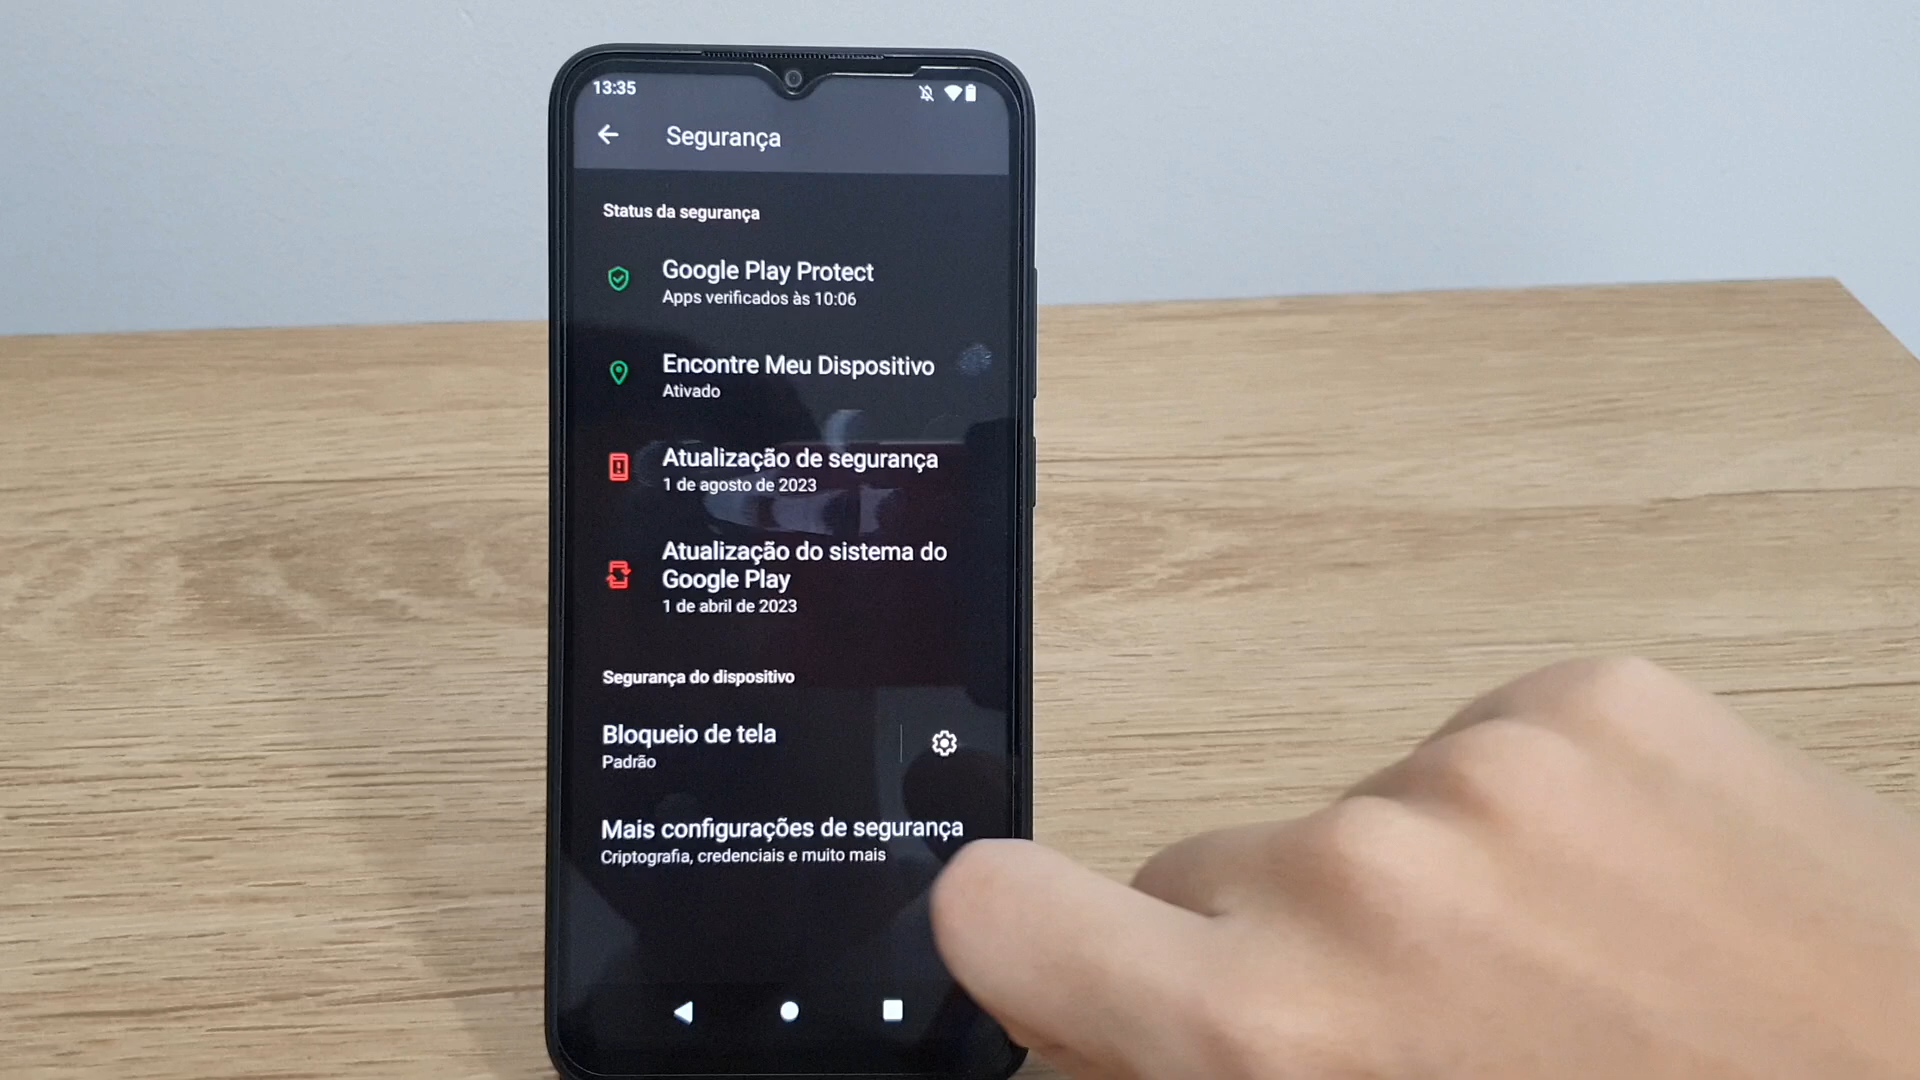 13:35
Segurança
Status da segurança
Google Play Protect
Apps verificados às 10:06
Encontre Meu Dispositivo
Ativado
Atualização de segurança
1 de agosto de 2023
Atualização do sistema do
Google Play
1 de abril de 2023
Segurança do dispositivo
Bloqueio de tela
Padrão
Mais configurações de segurança
Criptografia, credenciais e muito mais